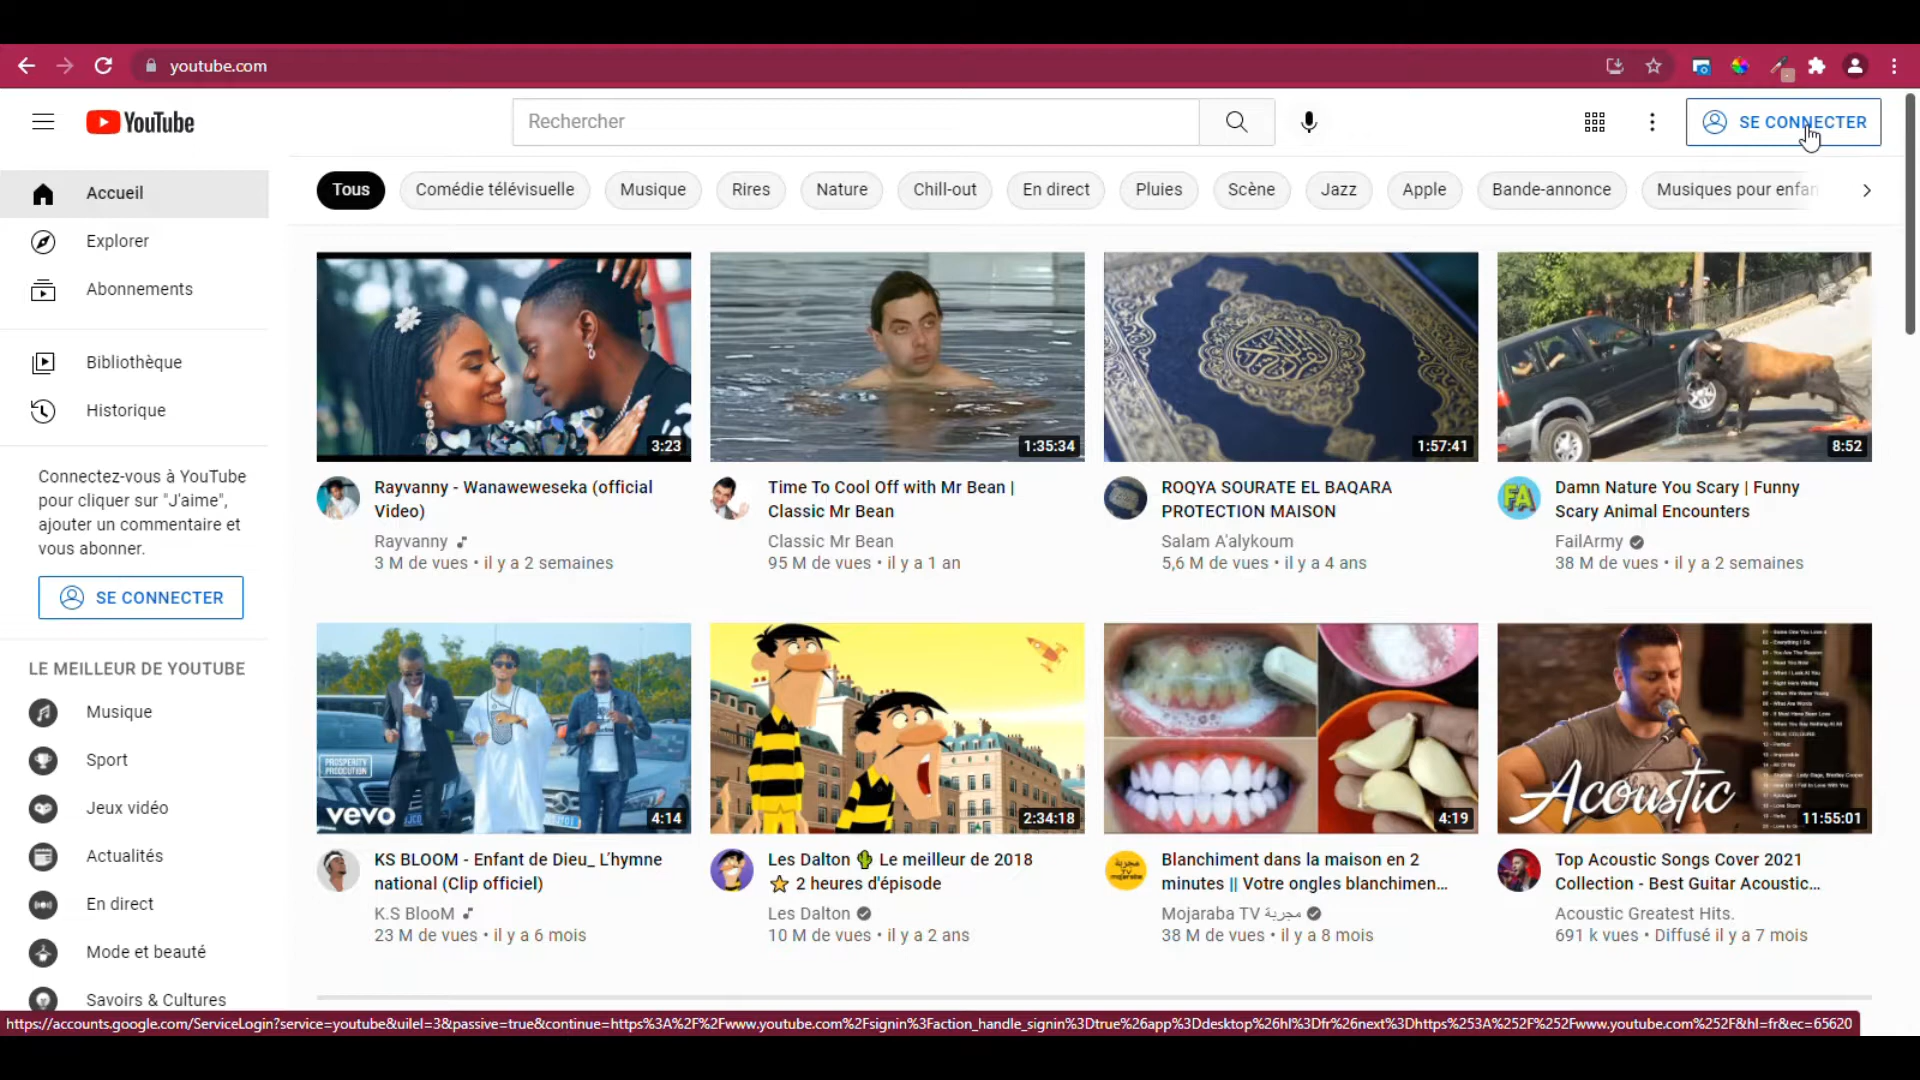 youtube.com
YouTube
Rechercher
SE CONNECTER
Accueil
Explorer
Abonnements
Bibliothèque
Historique
Connectez-vous à YouTube
pour cliquer sur "J'aime",
ajouter un commentaire et
vous abonner.
SE CONNECTER
LE MEILLEUR DE YOUTUBE
Musique
Sport
Jeux vidéo
Actualités
En direct
Mode et beauté
Savoirs & Cultures
Tous Comédie télévisuelle Musique Rires Nature Chill-out En direct Pluies Scène Jazz Apple Bande-annonce Musiques pour enfan
3:23
Rayvanny - Wanaweweseka (official
Video)
Rayvanny
3 M de vues • il y a 2 semaines
1:35:34
Time To Cool Off with Mr Bean |
Classic Mr Bean
Classic Mr Bean
95 M de vues • il y a 1 an
1:57:41
ROQYA SOURATE EL BAQARA
PROTECTION MAISON
Salam A'alykoum
5,6 M de vues • il y a 4 ans
8:52
FA
Damn Nature You Scary | Funny
Scary Animal Encounters
FailArmy
38 M de vues • il y a 2 semaines
PROSPERITY
PRODUCTION
vevo
4:14
KS BLOOM - Enfant de Dieu_ L'hymne
national (Clip officiel)
K.S BlooM
23 M de vues • il y a 6 mois
2:34:18
Les Dalton 🌵 Le meilleur de 2018
⭐ 2 heures d'épisode
Les Dalton
10 M de vues • il y a 2 ans
4:19
Blanchiment dans la maison en 2
minutes || Votre ongles blanchimen...
Mojaraba TV مجربة
38 M de vues • il y a 8 mois
Acoustic
11:55:01
Top Acoustic Songs Cover 2021
Collection - Best Guitar Acoustic...
Acoustic Greatest Hits.
691 k vues • Diffusé il y a 7 mois
https://accounts.google.com/ServiceLogin?service=youtube&uilel=3&passive=true&continue=https%3A%2F%2Fwww.youtube.com%2Fsignin%3Faction_handle_signin%3Dtrue%26app%3Ddesktop%26hl%3Dfr%26next%3Dhttps%253A%252F%252Fwww.youtube.com%252F&hl=fr&ec=65620